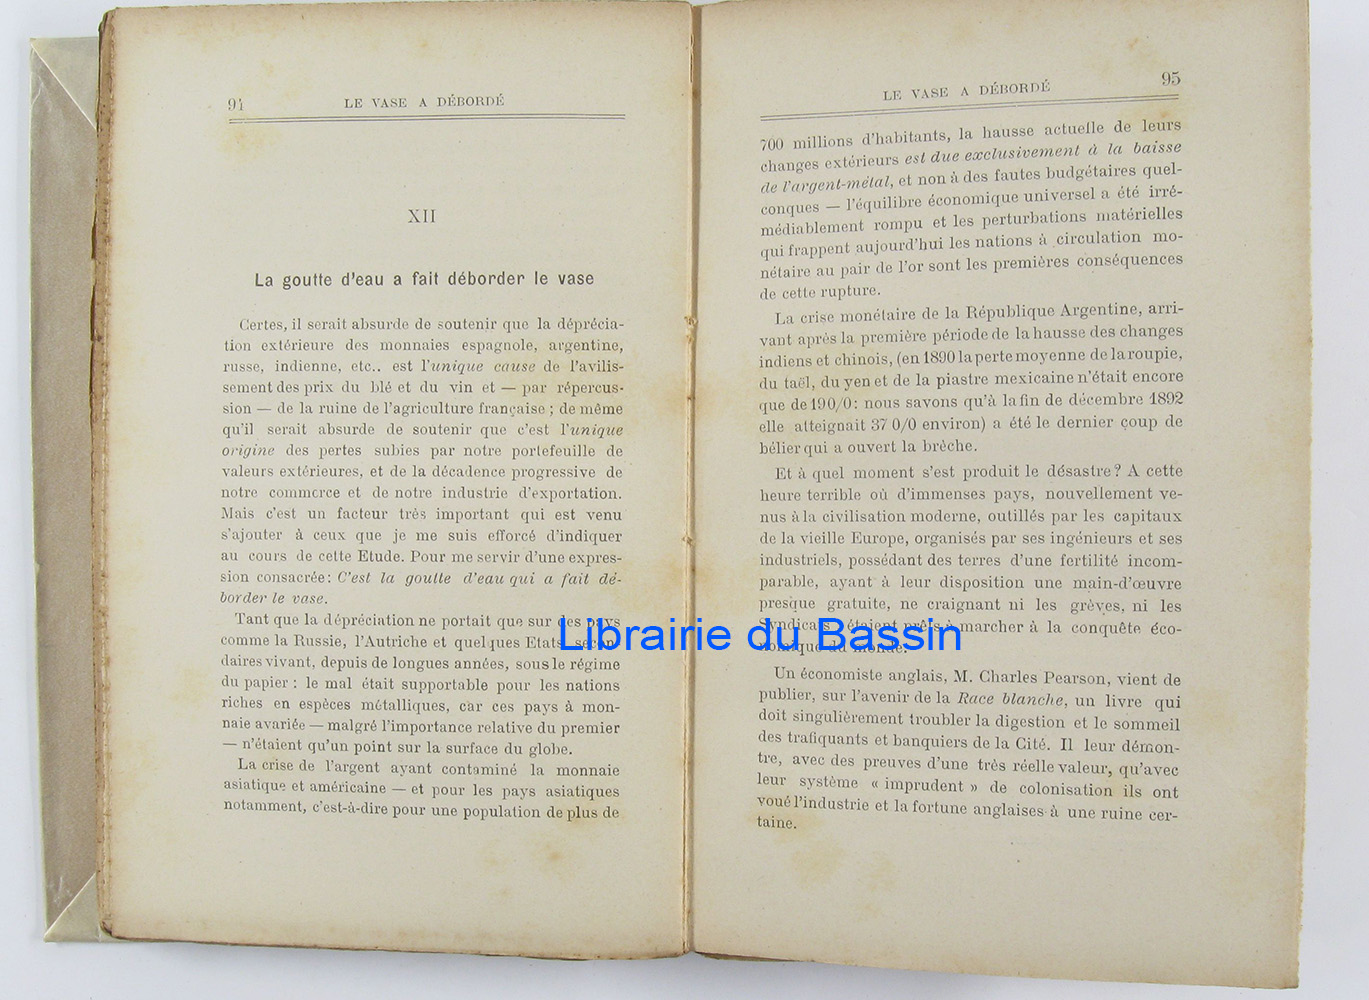 94 LE VASE A DÉBORDÉ
XII
La goutte d'eau a fait déborder le vase
Certes, il serait absurde de soutenir que la déprécia-
tion extérieure des monnaies espagnole, argentine,
russe, indienne, etc.. est l'unique cause de l'avilis-
sement des prix du blé et du vin et — par répercus-
sion — de la ruine de l'agriculture française ; de même
qu'il serait absurde de soutenir que c'est l'unique
origine des pertes subies par notre portefeuille de
valeurs extérieures, et de la décadence progressive de
notre commerce et de notre industrie d'exportation.
Mais c'est un facteur très important qui est venu
s'ajouter à ceux que je me suis efforcé d'indiquer
au cours de cette Etude. Pour me servir d'une expres-
sion consacrée: C'est la goutte d'eau qui a fait dé-
border le vase.
Tant que la dépréciation ne portait que sur des pays
comme la Russie, l'Autriche et quelques Etats secon-
daires vivant, depuis de longues années, sous le régime
du papier : le mal était supportable pour les nations
riches en espèces métalliques, car ces pays à mon-
naie avariée — malgré l'importance relative du premier
— n'étaient qu'un point sur la surface du globe.
La crise de l'argent ayant contaminé la monnaie
asiatique et américaine — et pour les pays asiatiques
notamment, c'est-à-dire pour une population de plus de
LE VASE A DÉBORDÉ 95
700 millions d'habitants, la hausse actuelle de leurs
changes extérieurs est due exclusivement à la baisse
de l'argent-métal, et non à des fautes budgétaires quel-
conques — l'équilibre économique universel a été irré-
médiablement rompu et les perturbations matérielles
qui frappent aujourd'hui les nations à circulation mo-
nétaire au pair de l'or sont les premières conséquences
de cette rupture.
La crise monétaire de la République Argentine, arri-
vant après la première période de la hausse des changes
indiens et chinois, (en 1890 la perte moyenne de la roupie,
du taël, du yen et de la piastre mexicaine n'était encore
que de 19 0/0: nous savons qu'à la fin de décembre 1892
elle atteignait 37 0/0 environ) a été le dernier coup de
bélier qui a ouvert la brèche.
Et à quel moment s'est produit le désastre? A cette
heure terrible où d'immenses pays, nouvellement ve-
nus à la civilisation moderne, outillés par les capitaux
de la vieille Europe, organisés par ses ingénieurs et ses
industriels, possédant des terres d'une fertilité incom-
parable, ayant à leur disposition une main-d'œuvre
presque gratuite, ne craignant ni les grèves, ni les
Syndicats, étaient prêts à marcher à la conquête éco-
nomique du monde.
Un économiste anglais, M. Charles Pearson, vient de
publier, sur l'avenir de la Race blanche, un livre qui
doit singulièrement troubler la digestion et le sommeil
des trafiquants et banquiers de la Cité. Il leur démon-
tre, avec des preuves d'une très réelle valeur, qu'avec
leur système « imprudent » de colonisation ils ont
voué l'industrie et la fortune anglaises à une ruine cer-
taine.
Librairie du Bassin